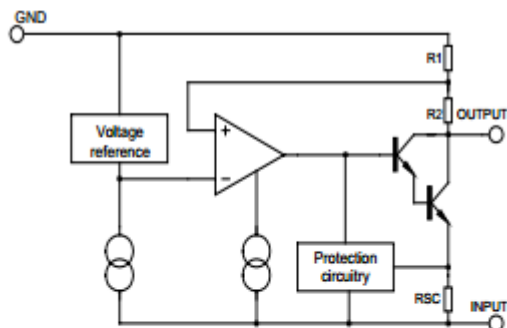 GND
R1
R2
OUTPUT
Voltage
reference
+
−
Protection
circuitry
RSC
INPUT